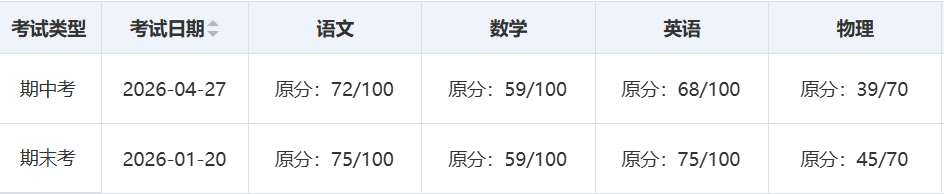 考试类型 考试日期 语文 数学 英语 物理
期中考 2026-04-27 原分：72/100 原分：59/100 原分：68/100 原分：39/70
期末考 2026-01-20 原分：75/100 原分：59/100 原分：75/100 原分：45/70